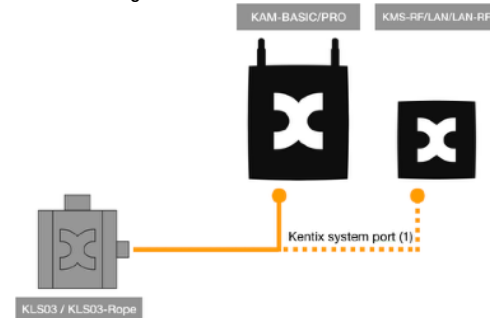 KAM-BASIC/PRO
KMS-RF/LAN/LAN-RF
Kentix system port (1)
KLS03 / KLS03-Rope